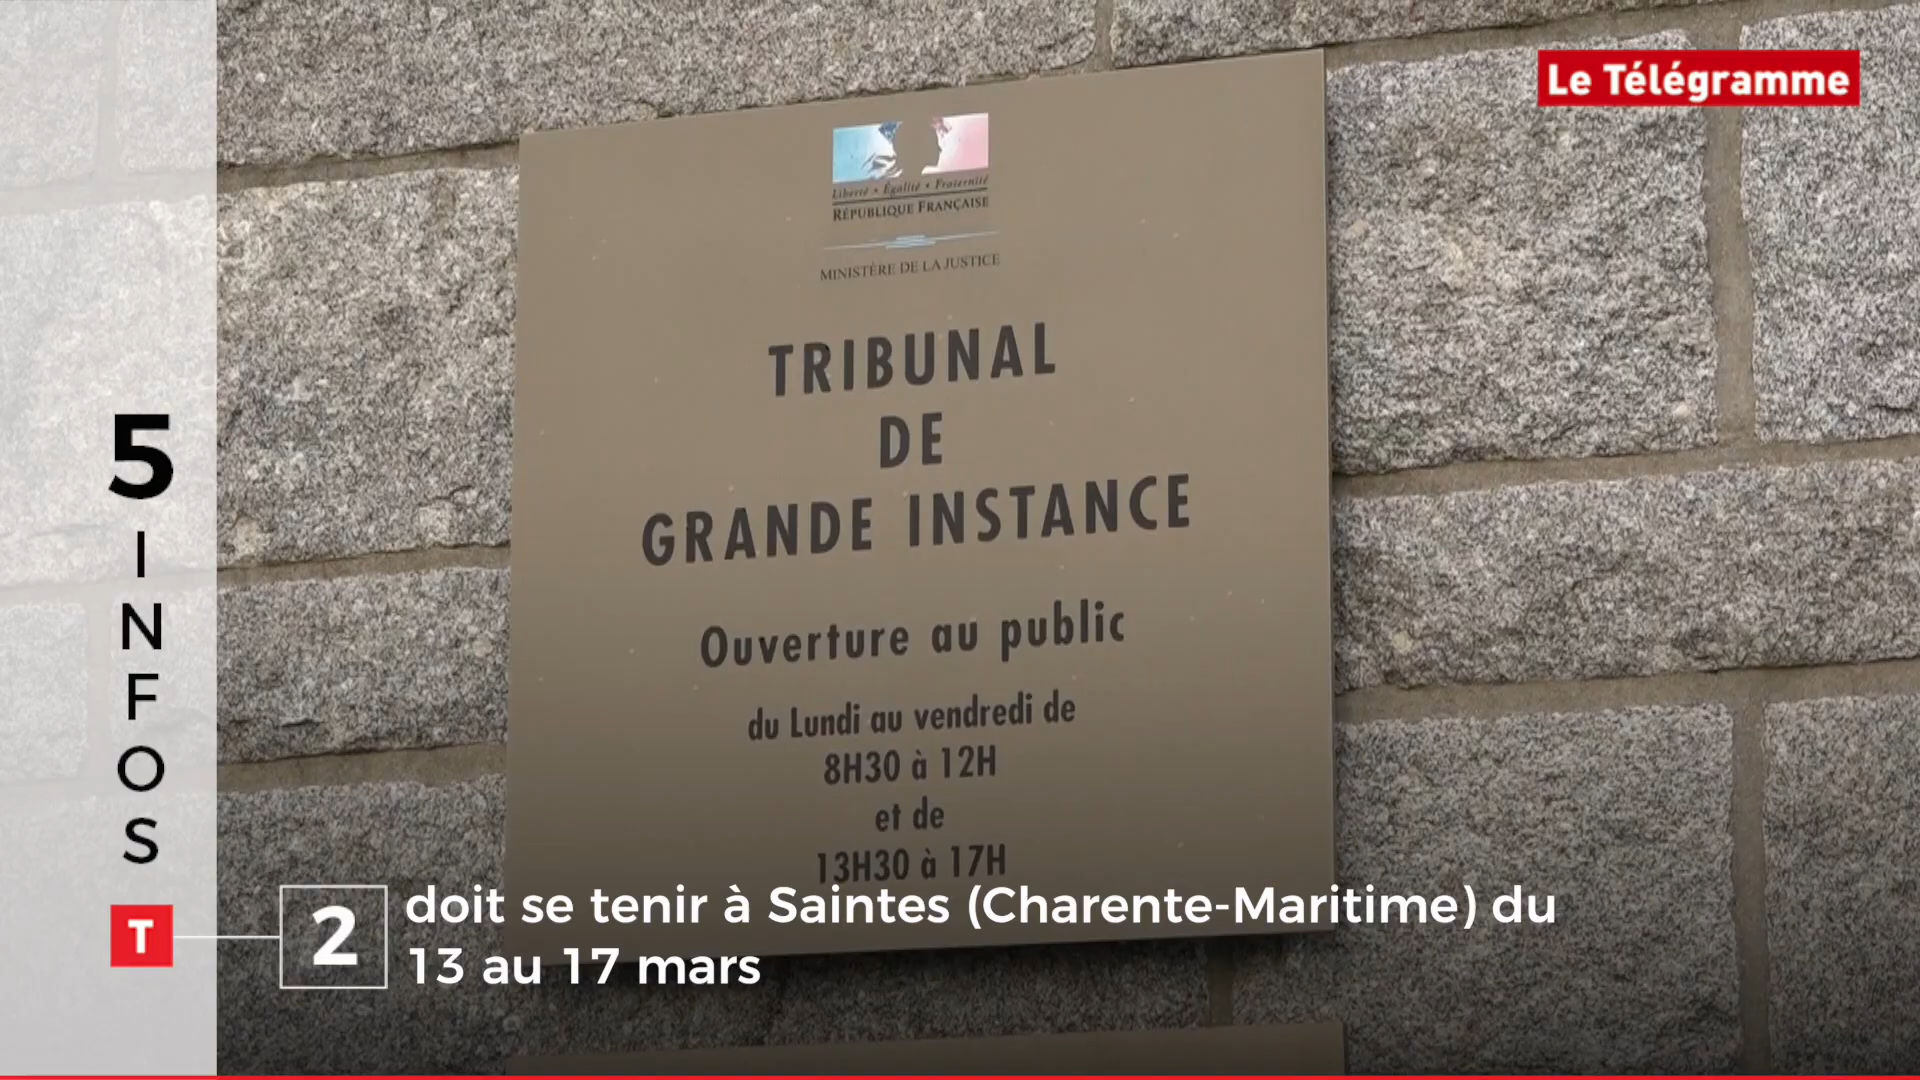 Le Télégramme
Liberté • Égalité • Fraternité
RÉPUBLIQUE FRANÇAISE
MINISTÈRE DE LA JUSTICE
TRIBUNAL
DE
GRANDE INSTANCE
Ouverture au public
du Lundi au vendredi de
8H30 à 12H
et de
13H30 à 17H
5
I
N
F
O
S
T
2
doit se tenir à Saintes (Charente-Maritime) du
13 au 17 mars